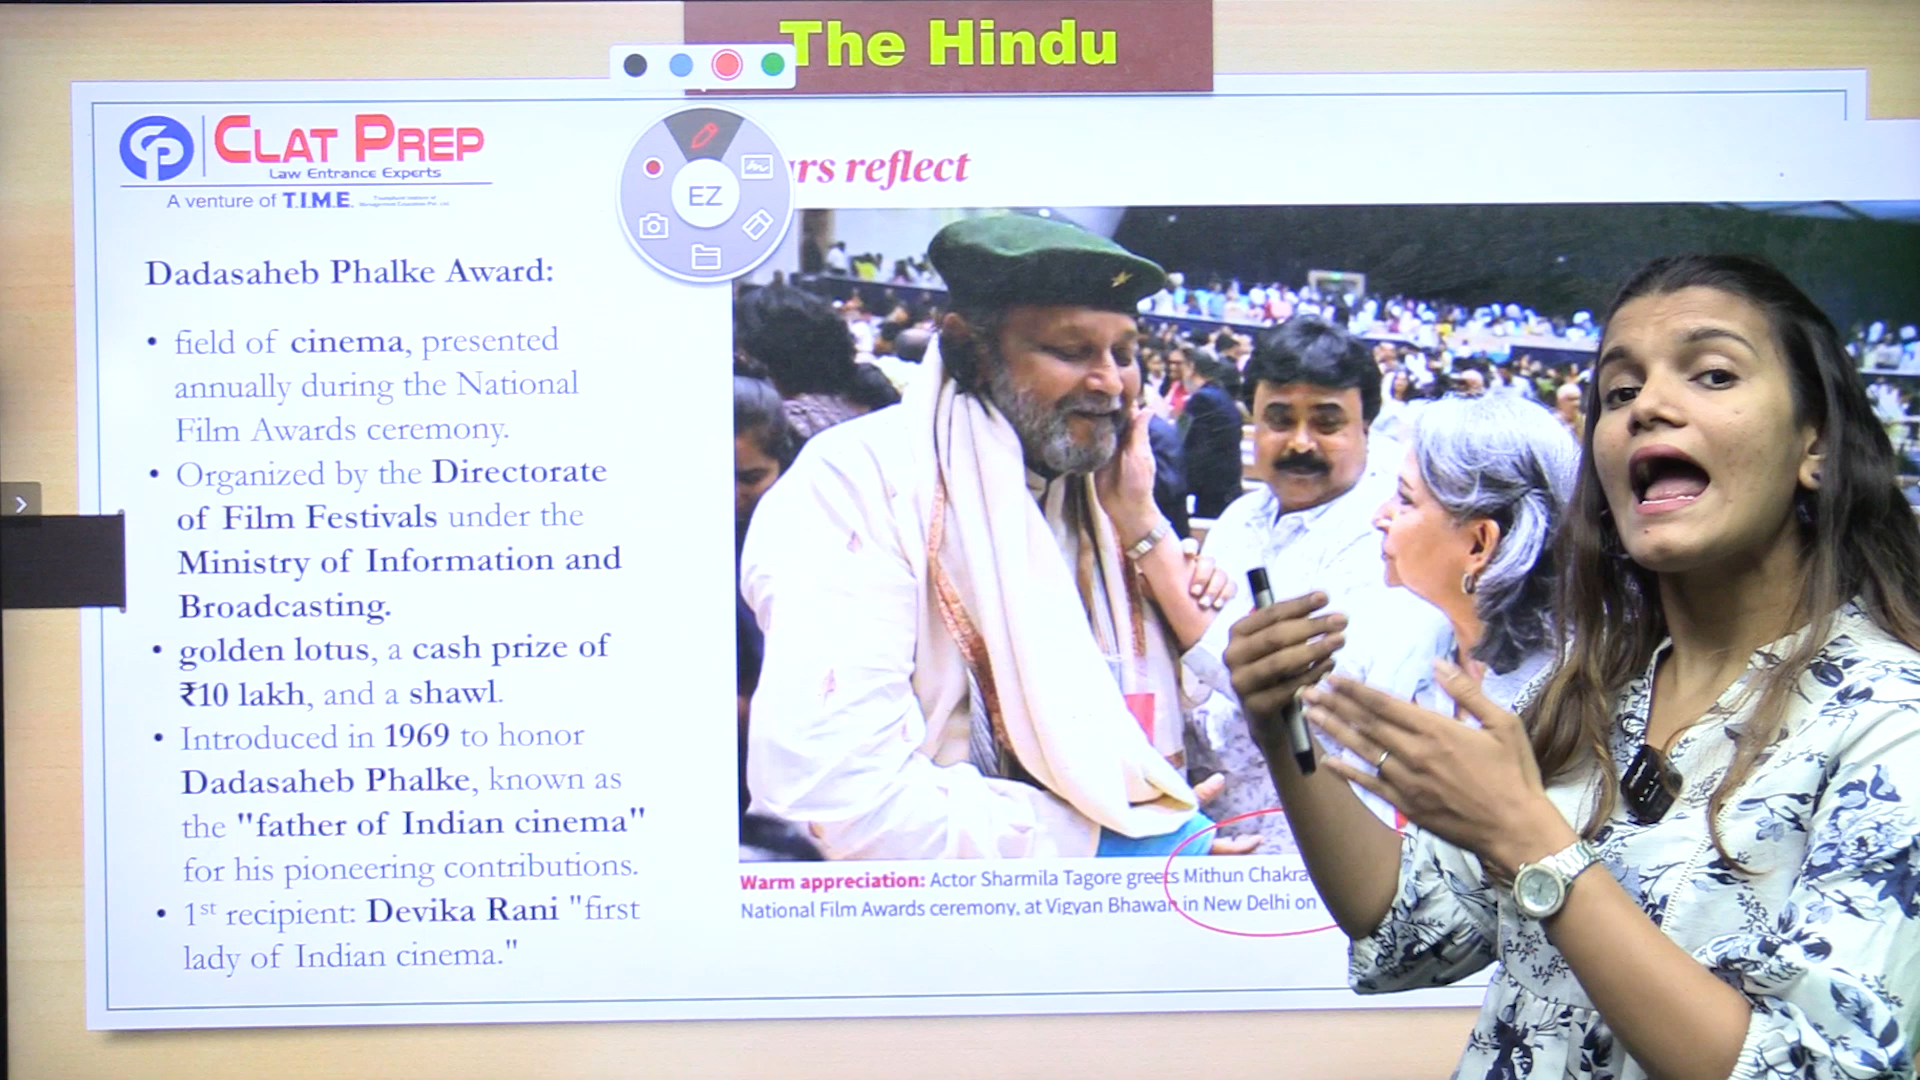 The Hindu
CLAT PREP
Law Entrance Experts
A venture of T.I.M.E.
EZ
rs reflect
Dadasaheb Phalke Award:
• field of cinema, presented
annually during the National
Film Awards ceremony.
• Organized by the Directorate
of Film Festivals under the
Ministry of Information and
Broadcasting.
• golden lotus, a cash prize of
₹10 lakh, and a shawl.
• Introduced in 1969 to honor
Dadasaheb Phalke, known as
the "father of Indian cinema"
for his pioneering contributions.
• 1st recipient: Devika Rani "first
lady of Indian cinema."
Warm appreciation: Actor Sharmila Tagore greets Mithun Chakra
National Film Awards ceremony, at Vigyan Bhawan in New Delhi on